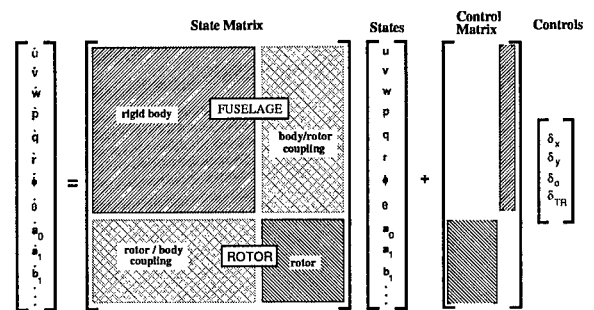 State Matrix
States
Control
Matrix
Controls
u̇
v̇
ẇ
ṗ
q̇
ṙ
ϕ̇
θ̇
ȧ₀
ȧ₁
ḃ₁
=
rigid body
FUSELAGE
body/rotor
coupling
rotor / body
coupling
ROTOR
rotor
u
v
w
p
q
r
ϕ
θ
a₀
a₁
b₁
+
δₓ
δy
δo
δTR